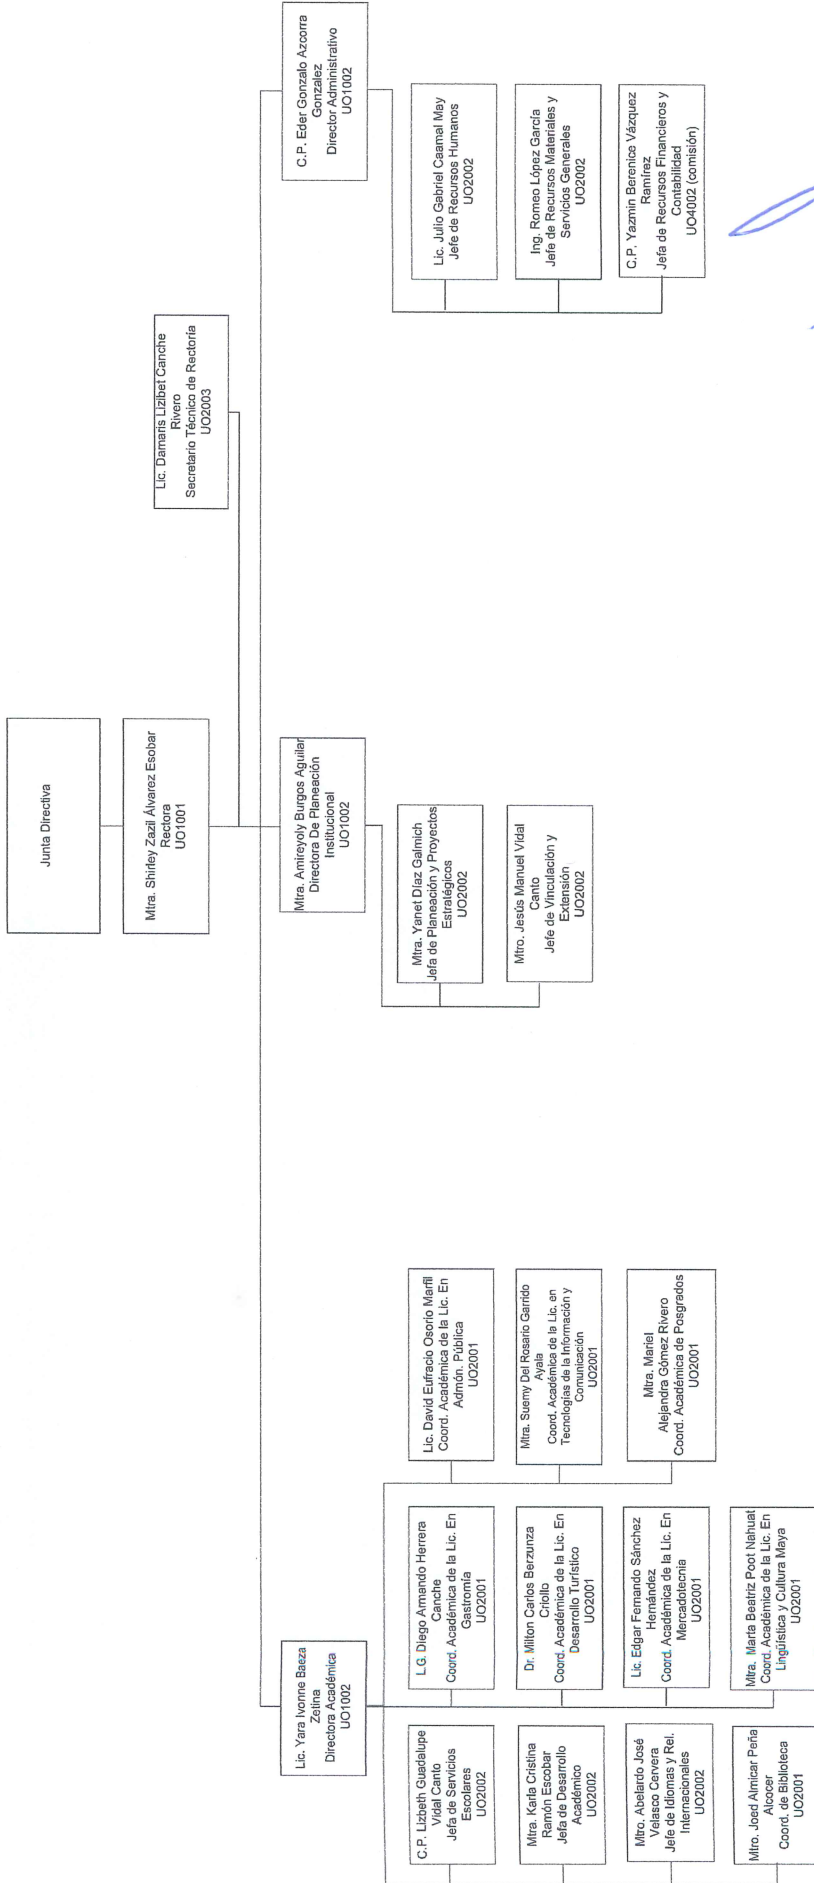 Junta Directiva
Mtra. Shirley Zazil Álvarez Esobar
Rectora
UO1001
Lic. Damaris Lizibet Canche
Rivero
Secretario Técnico de Rectoría
UO2003
Lic. Yara Ivonne Baeza
Zetina
Directora Académica
UO1002
Mtra. Amireyoly Burgos Aguilar
Directora De Planeación
Institucional
UO1002
C.P. Eder Gonzalo Azcorra
Gonzalez
Director Administrativo
UO1002
C.P. Lizbeth Guadalupe
Vidal Canto
Jefa de Servicios
Escolares
UO2002
Mtra. Karla Cristina
Ramón Escobar
Jefa de Desarrollo
Académico
UO2002
Mtro. Abelardo José
Velasco Cervera
Jefe de Idiomas y Rel.
Internacionales
UO2002
Mtro. Joed Almicar Peña
Alcocer
Coord. de Biblioteca
UO2001
L.G. Diego Armando Herrera
Canche
Coord. Académica de la Lic. En
Gastromía
UO2001
Dr. Milton Carlos Berzunza
Criollo
Coord. Académica de la Lic. En
Desarrollo Turístico
UO2001
Lic. Edgar Fernando Sánchez
Hernández
Coord. Académica de la Lic. En
Mercadotecnia
UO2001
Mtra. Marta Beatriz Poot Nahuat
Coord. Académica de la Lic. En
Lingüística y Cultura Maya
UO2001
Lic. David Eufracio Osorio Marfil
Coord. Académica de la Lic. En
Admón. Pública
UO2001
Mtra. Suemy Del Rosario Garrido
Ayala
Coord. Académica de la Lic. en
Tecnologías de la Información y
Comunicación
UO2001
Mtra. Mariel
Alejandra Gómez Rivero
Coord. Académica de Posgrados
UO2001
Mtra. Yanet Díaz Galmich
Jefa de Planeación y Proyectos
Estratégicos
UO2002
Mtro. Jesús Manuel Vidal
Canto
Jefe de Vinculación y
Extensión
UO2002
Lic. Julio Gabriel Caamal May
Jefe de Recursos Humanos
UO2002
Ing. Romeo López García
Jefe de Recursos Materiales y
Servicios Generales
UO2002
C.P. Yazmin Berenice Vázquez
Ramírez
Jefa de Recursos Financieros y
Contabilidad
UO4002 (comisión)